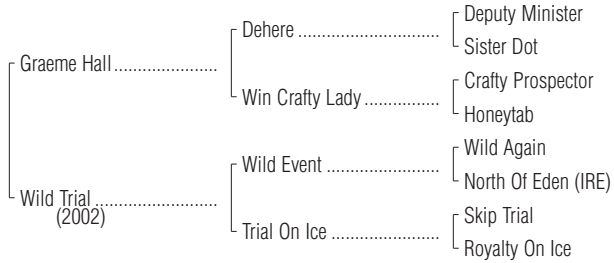 Deputy Minister
Dehere ....................................
Sister Dot
Graeme Hall..........................
Crafty Prospector
Win Crafty Lady ...................
Honeytab
Wild Again
Wild Event ............................
North Of Eden (IRE)
Wild Trial..............................
(2002)
Skip Trial
Trial On Ice ...........................
Royalty On Ice